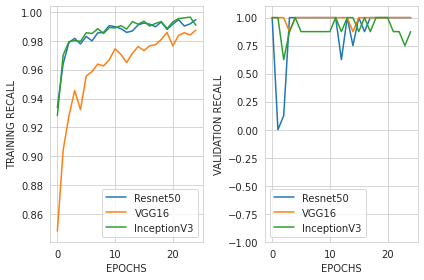 TRAINING RECALL
1.00
0.98
0.96
0.94
0.92
0.90
0.88
0.86
Resnet50
VGG16
InceptionV3
0 20
EPOCHS
VALIDATION RECALL
1.00
0.75
0.50
0.25
0.00
−0.25
−0.50
−0.75
−1.00
Resnet50
VGG16
InceptionV3
0 20
EPOCHS